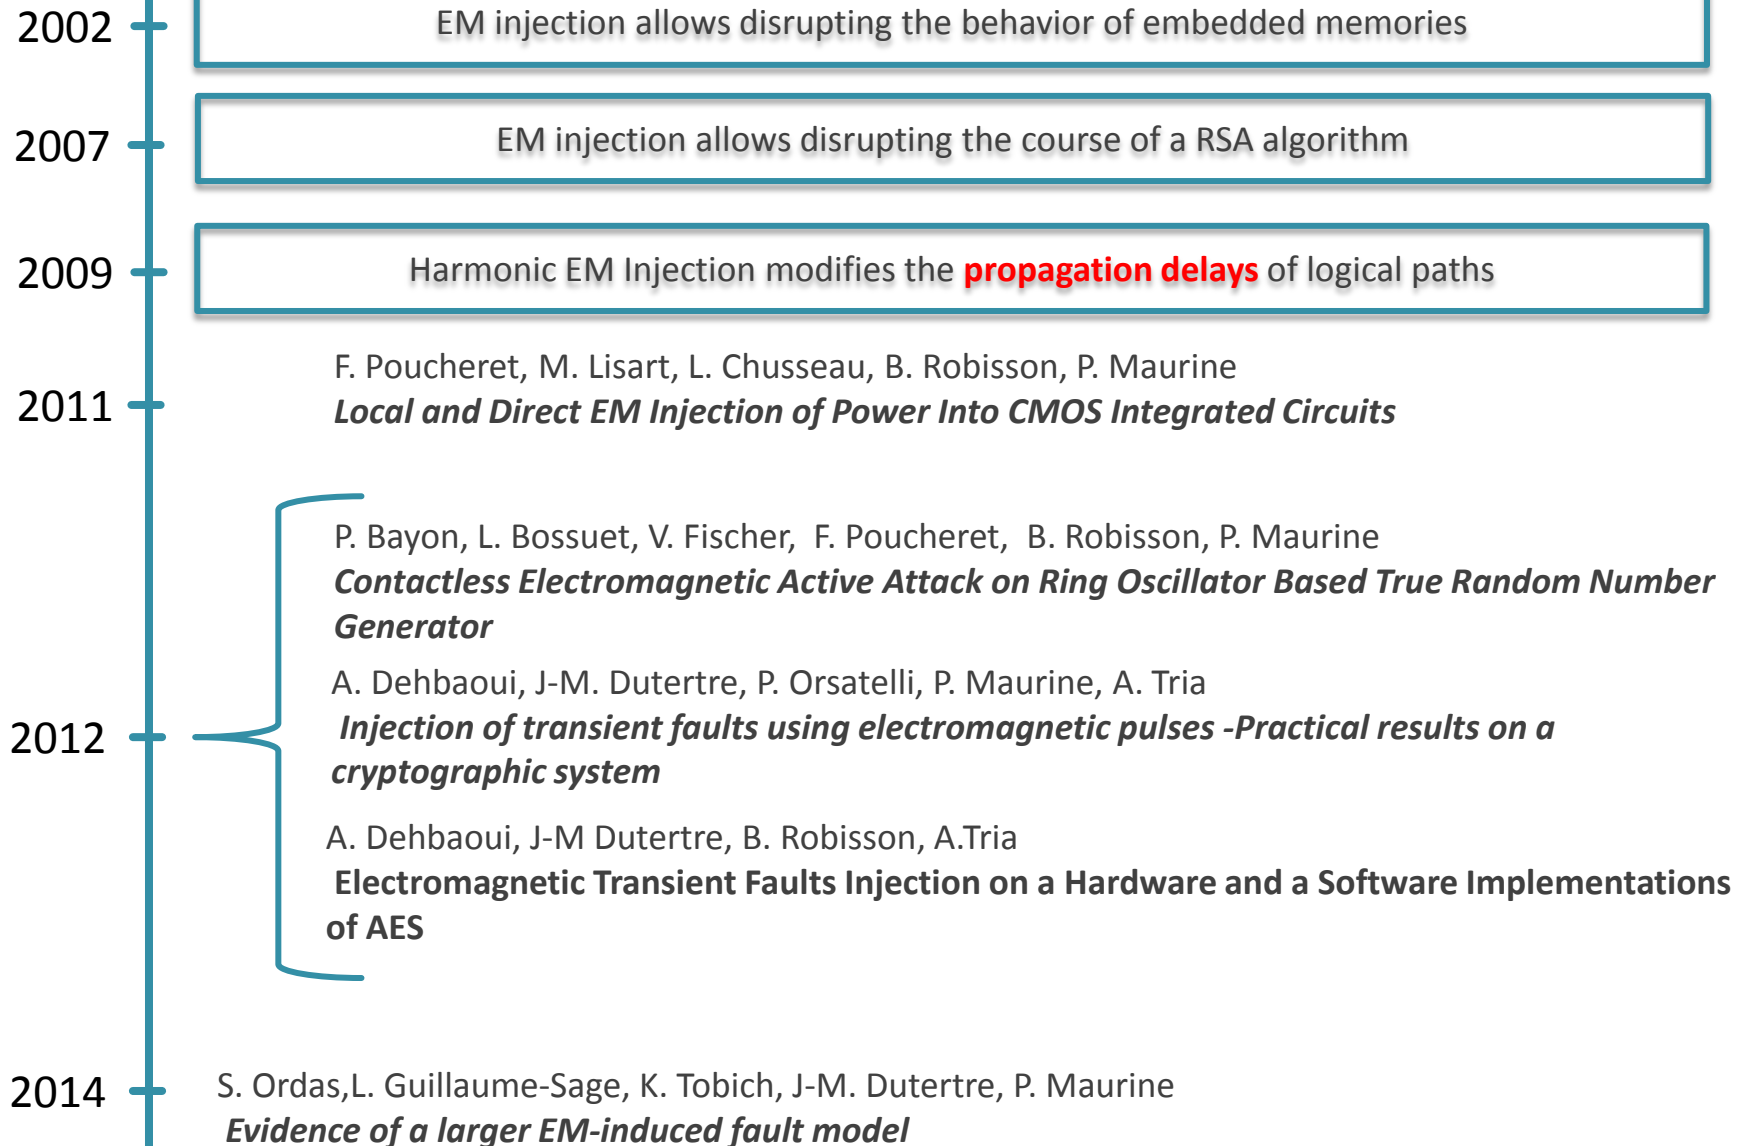 2002
EM injection allows disrupting the behavior of embedded memories
2007
EM injection allows disrupting the course of a RSA algorithm
2009
Harmonic EM Injection modifies the propagation delays of logical paths
2011
F. Poucheret, M. Lisart, L. Chusseau, B. Robisson, P. Maurine
Local and Direct EM Injection of Power Into CMOS Integrated Circuits
2012
P. Bayon, L. Bossuet, V. Fischer, F. Poucheret, B. Robisson, P. Maurine
Contactless Electromagnetic Active Attack on Ring Oscillator Based True Random Number
Generator
A. Dehbaoui, J-M. Dutertre, P. Orsatelli, P. Maurine, A. Tria
Injection of transient faults using electromagnetic pulses -Practical results on a
cryptographic system
A. Dehbaoui, J-M Dutertre, B. Robisson, A.Tria
Electromagnetic Transient Faults Injection on a Hardware and a Software Implementations
of AES
2014
S. Ordas,L. Guillaume-Sage, K. Tobich, J-M. Dutertre, P. Maurine
Evidence of a larger EM-induced fault model